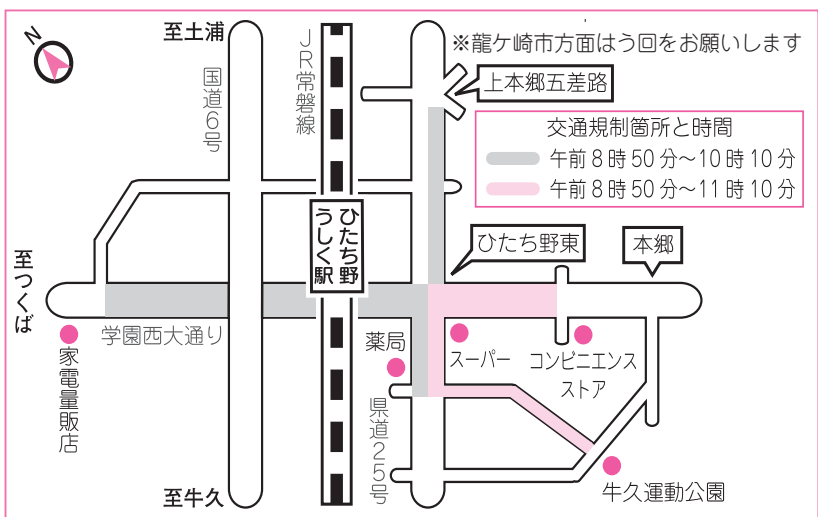 N
至土浦
国道6号
JR常磐線
※龍ケ崎市方面はう回をお願いします
上本郷五差路
交通規制箇所と時間
午前8時50分～10時10分
午前8時50分～11時10分
ひたち野
うしく駅
ひたち野東
本郷
至つくば
学園西大通り
家電量販店
薬局
スーパー
コンビニエンス
ストア
県道25号
牛久運動公園
至牛久